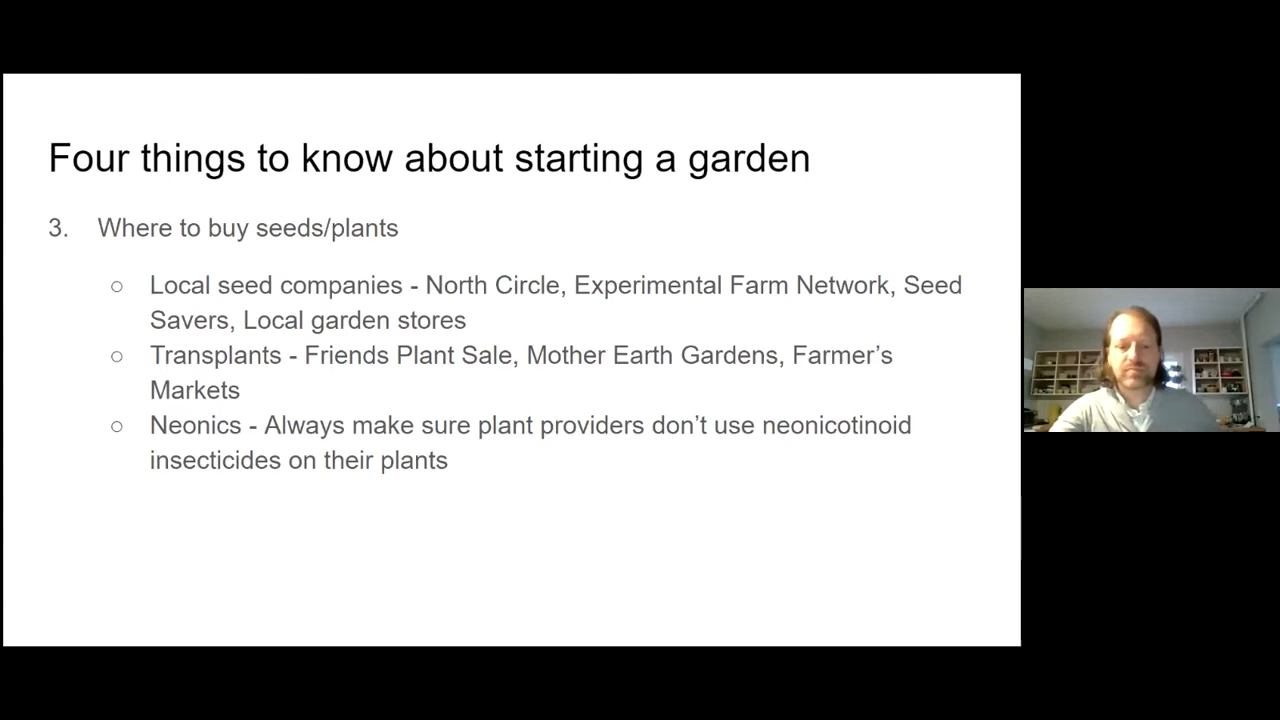 Four things to know about starting a garden
3. Where to buy seeds/plants
○ Local seed companies - North Circle, Experimental Farm Network, Seed
Savers, Local garden stores
○ Transplants - Friends Plant Sale, Mother Earth Gardens, Farmer’s
Markets
○ Neonics - Always make sure plant providers don’t use neonicotinoid
insecticides on their plants